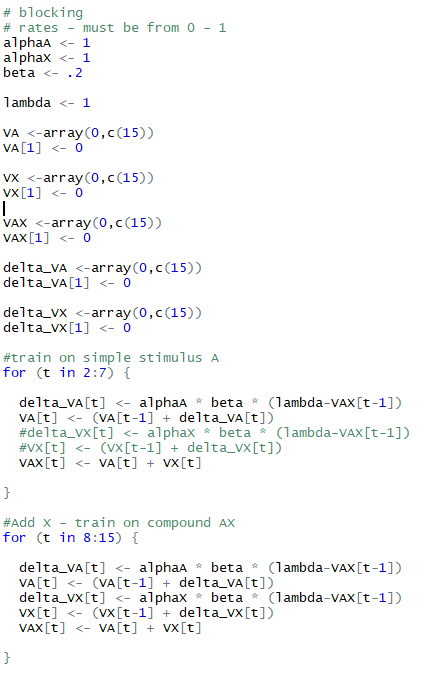 # blocking
# rates - must be from 0 - 1
alphaA <- 1
alphaX <- 1
beta <- .2
lambda <- 1
VA <-array(0,c(15))
VA[1] <- 0
VX <-array(0,c(15))
VX[1] <- 0
VAX <-array(0,c(15))
VAX[1] <- 0
delta_VA <-array(0,c(15))
delta_VA[1] <- 0
delta_VX <-array(0,c(15))
delta_VX[1] <- 0
#train on simple stimulus A
for (t in 2:7) {
  delta_VA[t] <- alphaA * beta * (lambda-VAX[t-1])
  VA[t] <- (VA[t-1] + delta_VA[t])
  #delta_VX[t] <- alphaX * beta * (lambda-VAX[t-1])
  #VX[t] <- (VX[t-1] + delta_VX[t])
  VAX[t] <- VA[t] + VX[t]
}
#Add X - train on compound AX
for (t in 8:15) {
  delta_VA[t] <- alphaA * beta * (lambda-VAX[t-1])
  VA[t] <- (VA[t-1] + delta_VA[t])
  delta_VX[t] <- alphaX * beta * (lambda-VAX[t-1])
  VX[t] <- (VX[t-1] + delta_VX[t])
  VAX[t] <- VA[t] + VX[t]
}